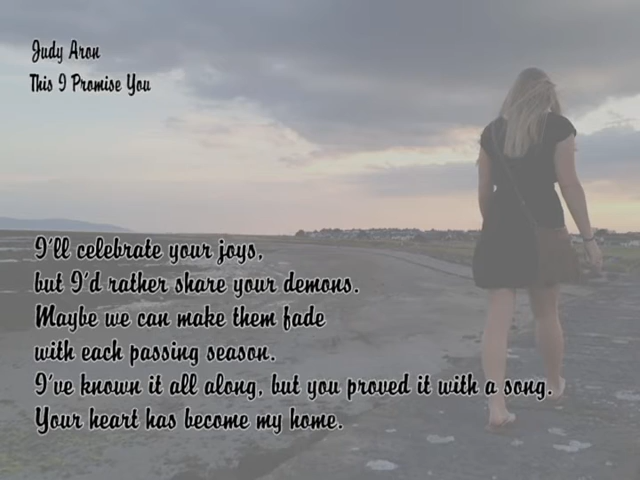 Judy Aron
This I Promise You
I'll celebrate your joys,
but I'd rather share your demons.
Maybe we can make them fade
with each passing season.
I've known it all along, but you proved it with a song.
Your heart has become my home.